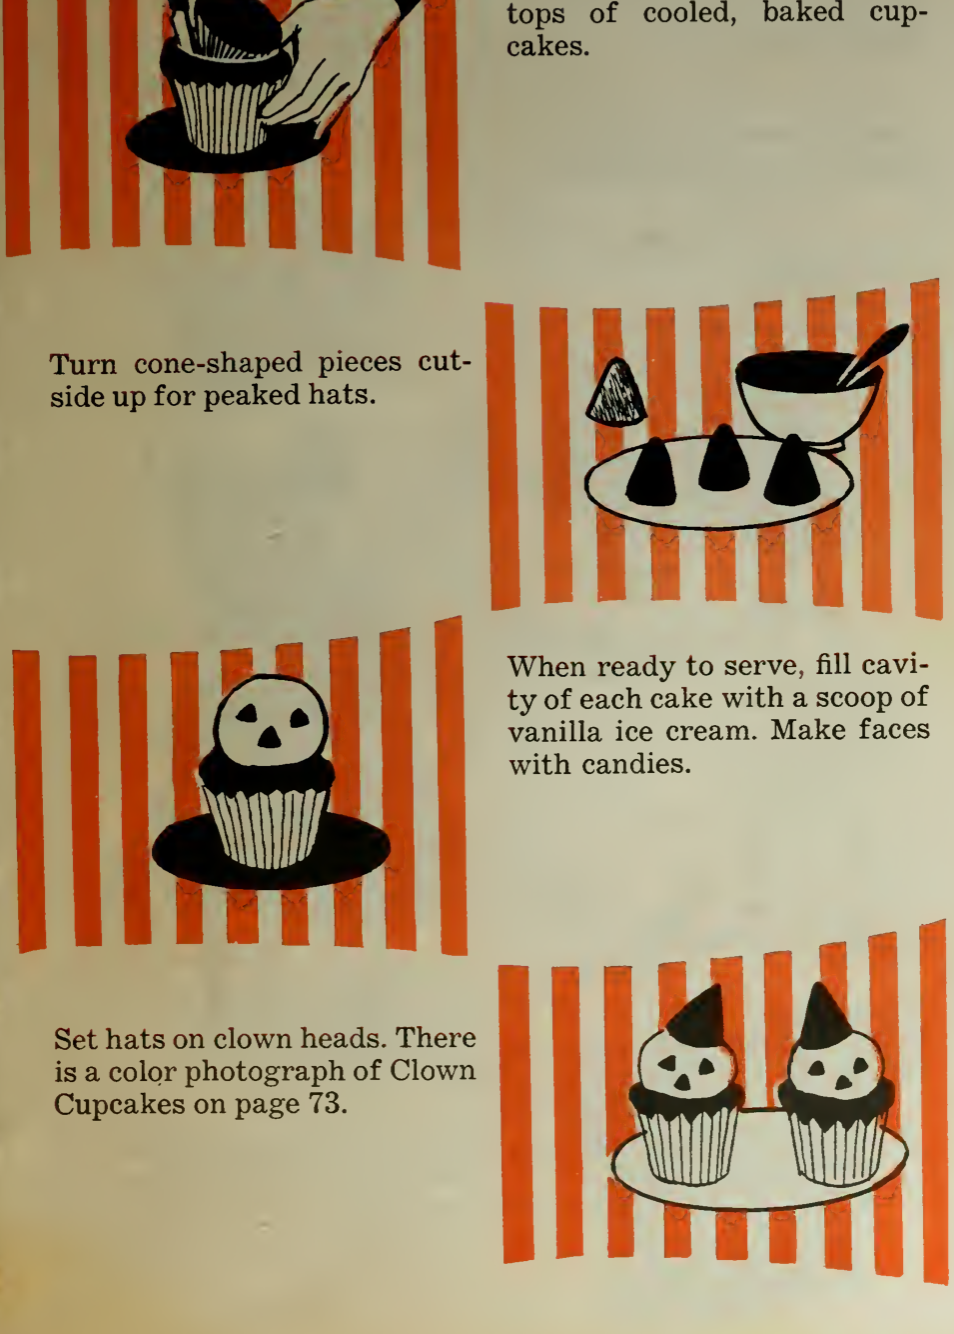 tops of cooled, baked cup-
cakes.
Turn cone-shaped pieces cut-
side up for peaked hats.
When ready to serve, fill cavi-
ty of each cake with a scoop of
vanilla ice cream. Make faces
with candies.
Set hats on clown heads. There
is a color photograph of Clown
Cupcakes on page 73.